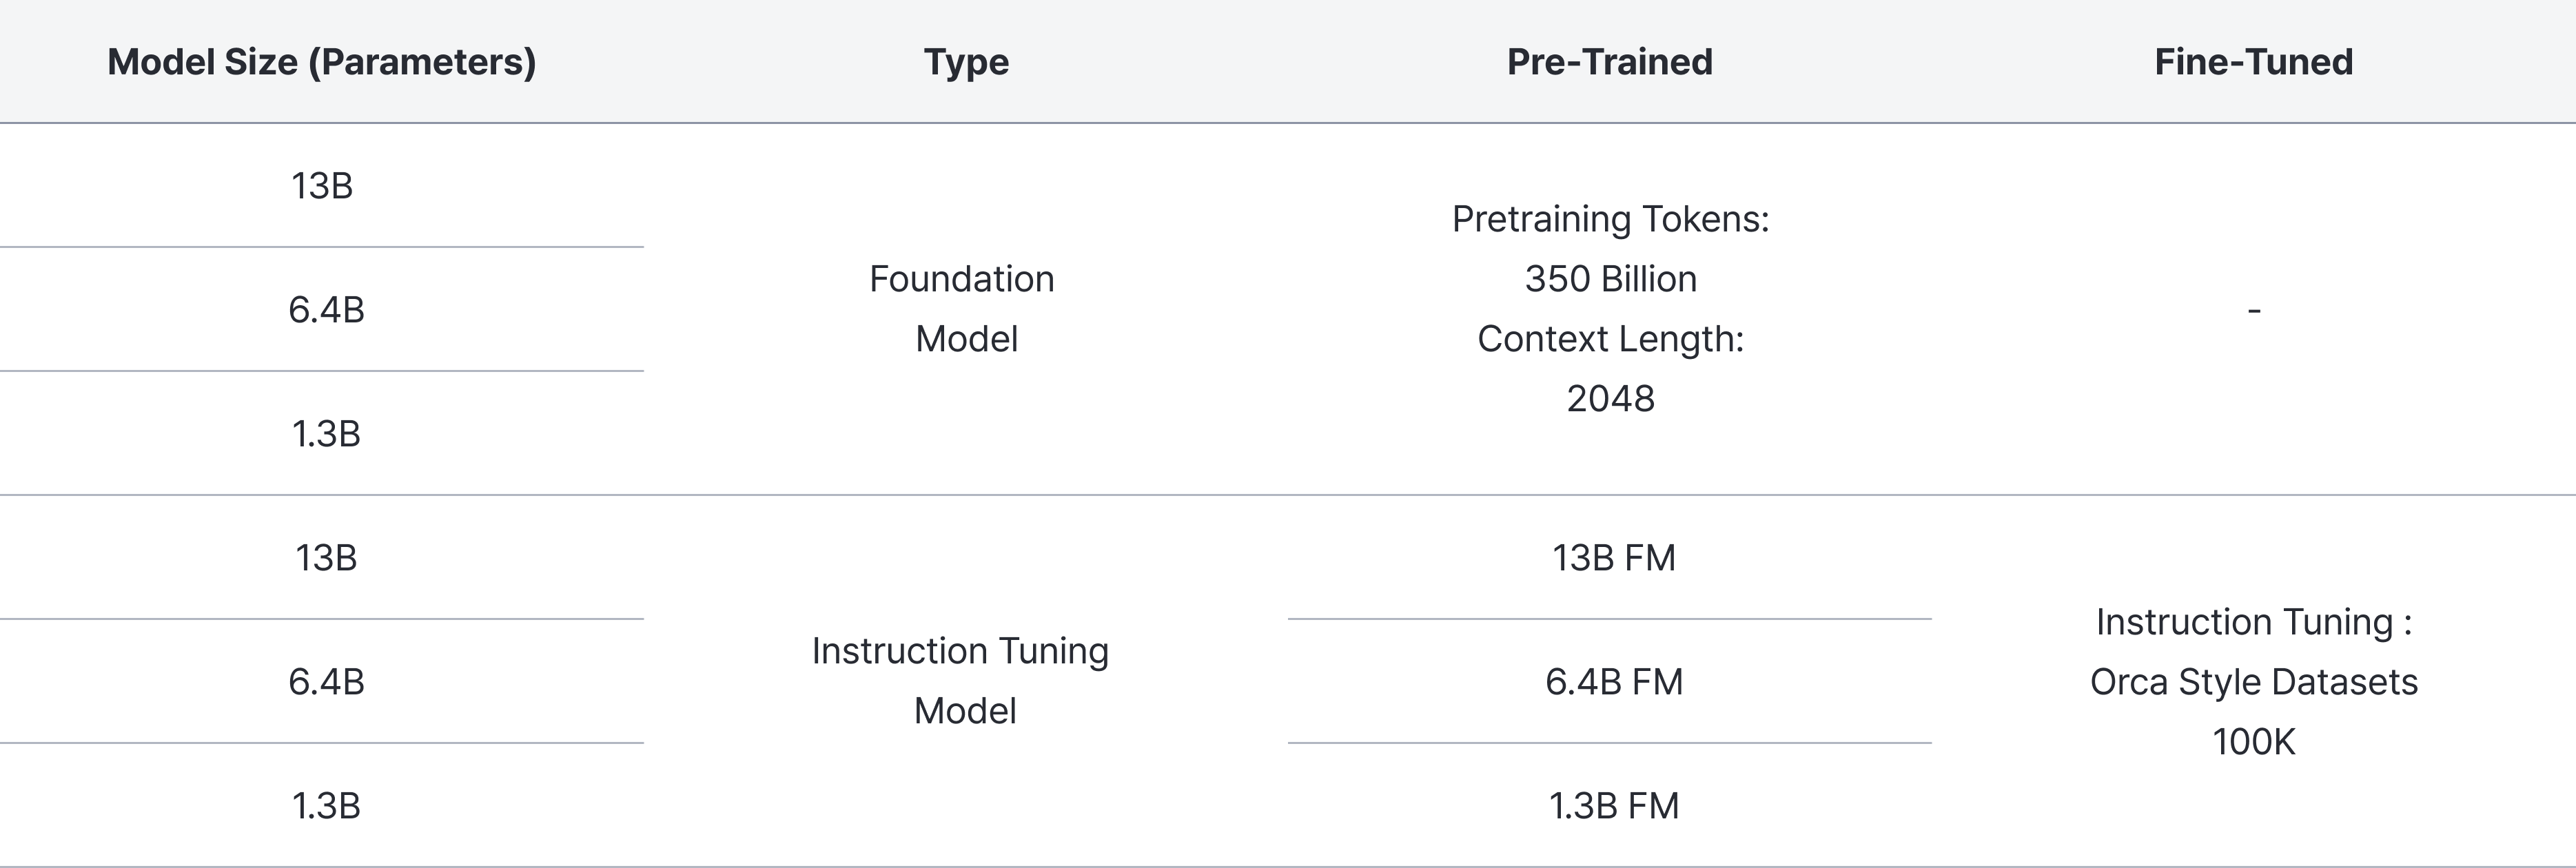 Model Size (Parameters) Type Pre-Trained Fine-Tuned
13B
6.4B
1.3B
Foundation
Model
Pretraining Tokens:
350 Billion
Context Length:
2048
-
13B
6.4B
1.3B
Instruction Tuning
Model
13B FM
6.4B FM
1.3B FM
Instruction Tuning :
Orca Style Datasets
100K